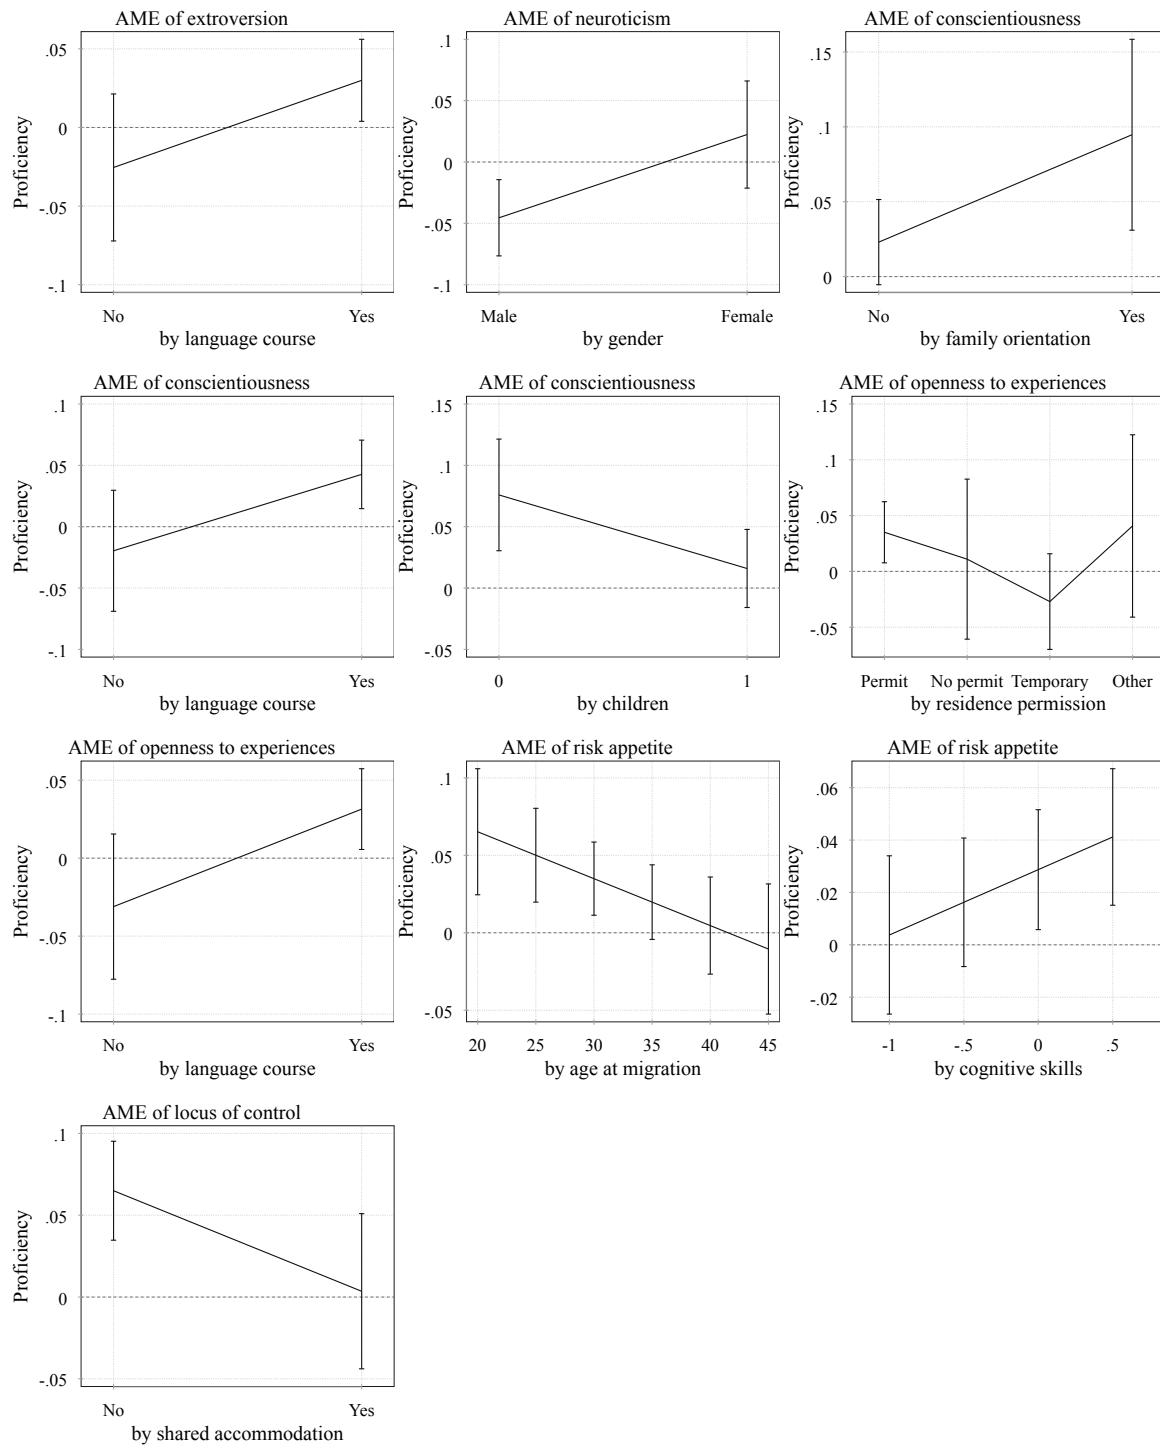 AME of extroversion
Proficiency
.05
0
-.05
-.1
No Yes
by language course
AME of neuroticism
Proficiency
.1
.05
0
-.05
-.1
Male Female
by gender
AME of conscientiousness
Proficiency
.15
.1
.05
0
No Yes
by family orientation
AME of conscientiousness
Proficiency
.1
.05
0
-.05
-.1
No Yes
by language course
AME of conscientiousness
Proficiency
.15
.1
.05
0
-.05
0 1
by children
AME of openness to experiences
Proficiency
.15
.1
.05
0
-.05
Permit No permit Temporary Other
by residence permission
AME of openness to experiences
Proficiency
.05
0
-.05
-.1
No Yes
by language course
AME of risk appetite
Proficiency
.1
.05
0
-.05
20 25 30 35 40 45
by age at migration
AME of risk appetite
Proficiency
.06
.04
.02
0
-.02
-1 -.5 0 .5
by cognitive skills
AME of locus of control
Proficiency
.1
.05
0
-.05
No Yes
by shared accommodation